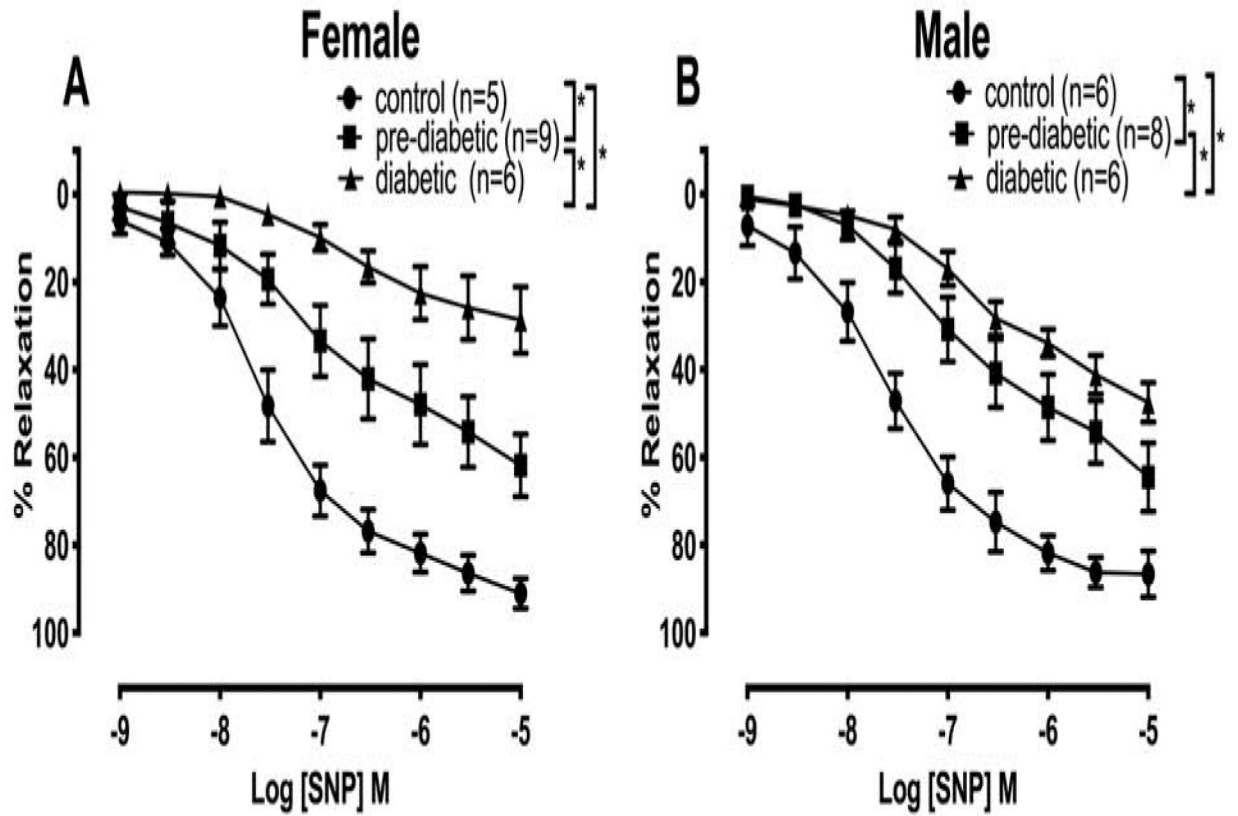 Female
A
control (n=5)
pre-diabetic (n=9)
diabetic (n=6)
*
*
*
% Relaxation
0
20
40
60
80
100
-9 -8 -7 -6 -5
Log [SNP] M
Male
B
control (n=6)
pre-diabetic (n=8)
diabetic (n=6)
*
*
*
% Relaxation
0
20
40
60
80
100
-9 -8 -7 -6 -5
Log [SNP] M